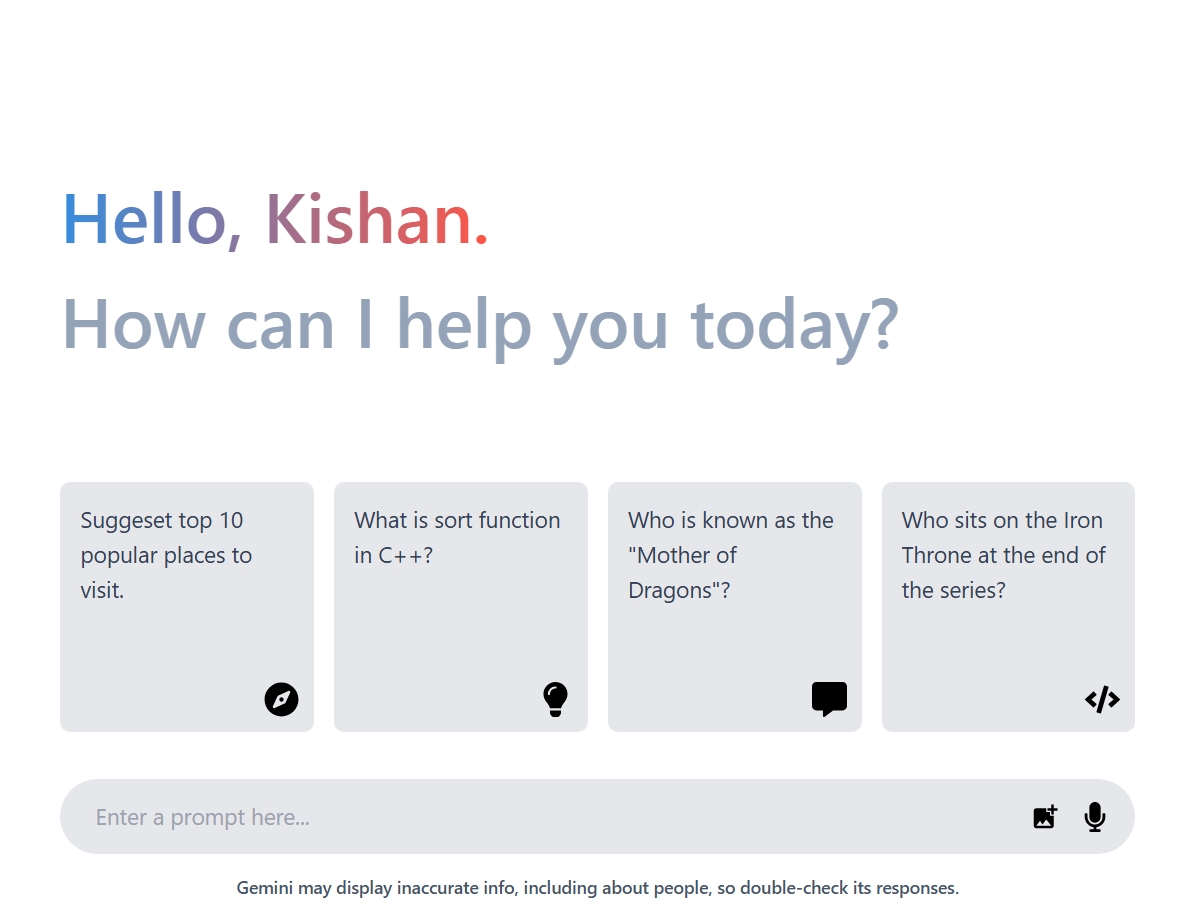 Hello, Kishan.
How can I help you today?
Suggeset top 10
popular places to
visit.
What is sort function
in C++?
Who is known as the
"Mother of
Dragons"?
Who sits on the Iron
Throne at the end of
the series?
Enter a prompt here...
Gemini may display inaccurate info, including about people, so double-check its responses.